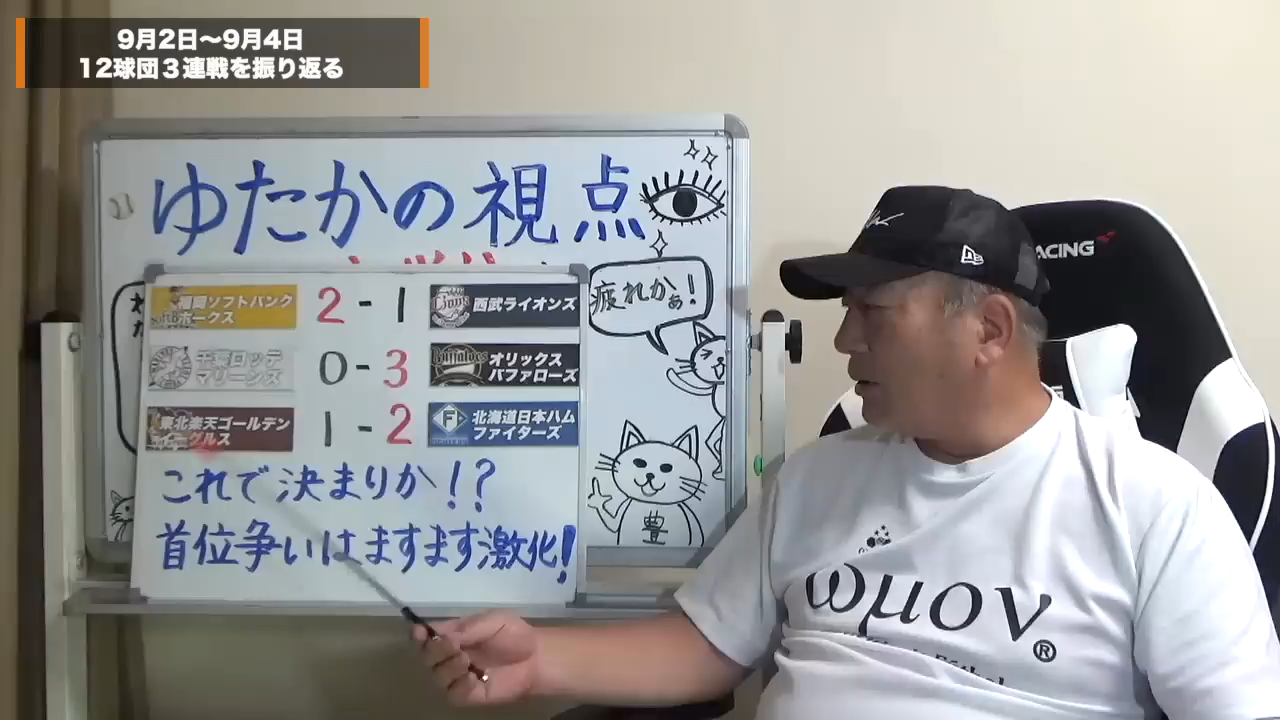 9月2日〜9月4日
12球団3連戦を振り返る
ゆたかの視点
福岡ソフトバンク
ホークス
2 - 1
西武ライオンズ
疲れかぁ!
千葉ロッテ
マリーンズ
0 - 3
オリックス
バファローズ
東北楽天ゴールデン
イーグルス
1 - 2
北海道日本ハム
ファイターズ
これで決まりか!?
首位争いはますます激化!
豊
ACING
ωμον®